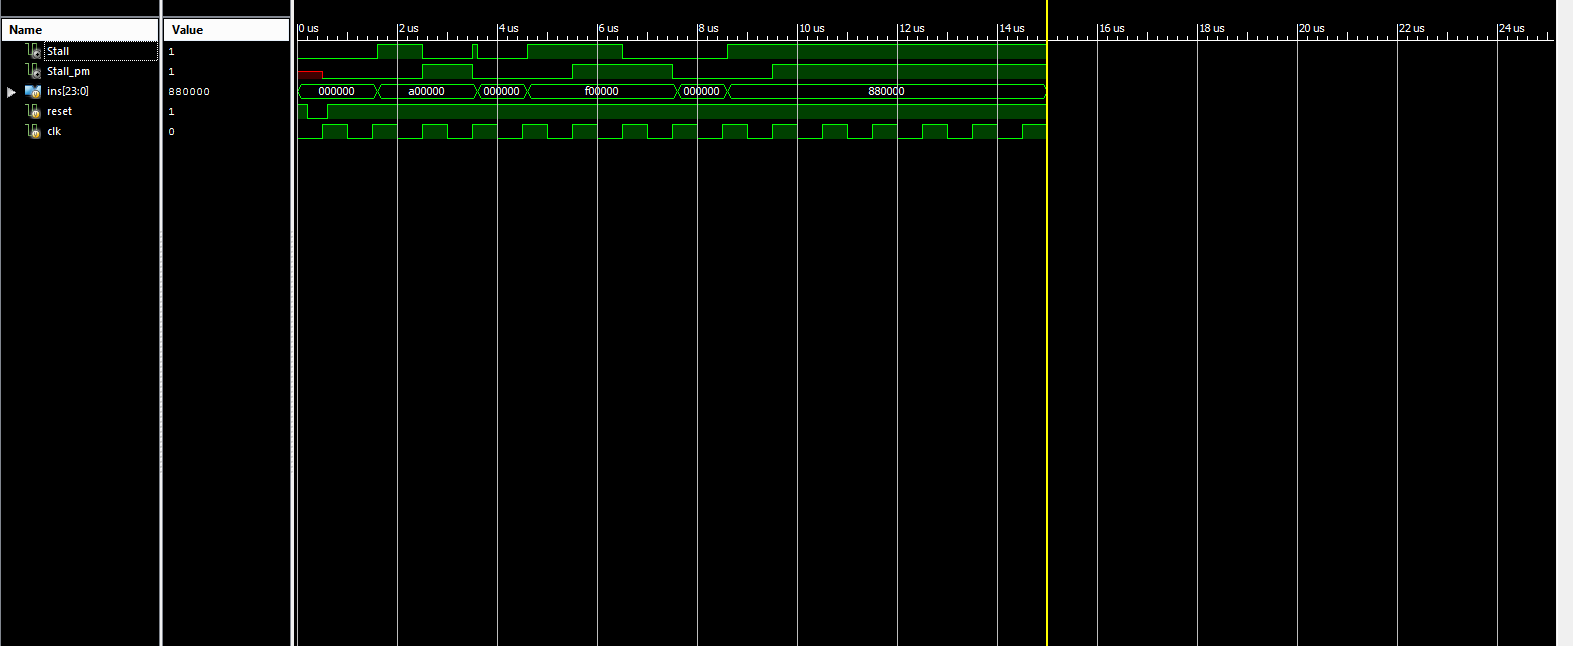 Name Value 0 us 2 us 4 us 6 us 8 us 10 us 12 us 14 us 16 us 18 us 20 us 22 us 24 us
Stall 1
Stall_pm 1
ins[23:0] 880000 000000 a00000 000000 f00000 000000 880000
reset 1
clk 0